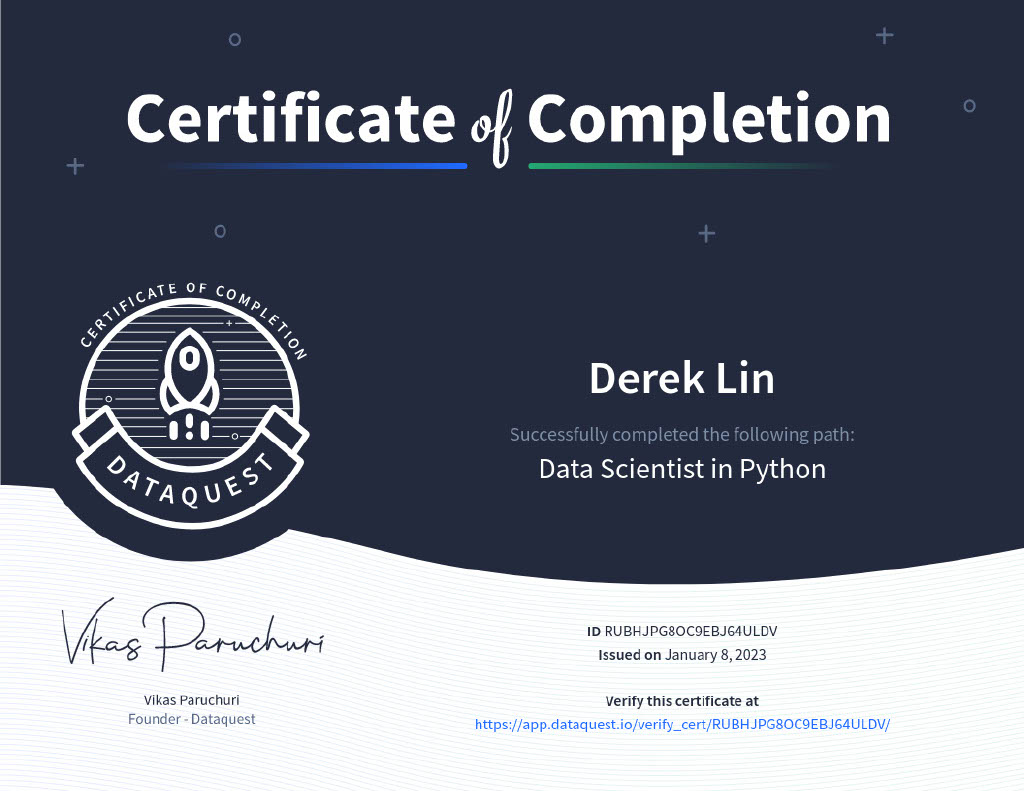 Certificate of Completion
CERTIFICATE OF COMPLETION
DATAQUEST
Derek Lin
Successfully completed the following path:
Data Scientist in Python
Vikas Paruchuri
Vikas Paruchuri
Founder - Dataquest
ID RUBHJPG8OC9EBJ64ULDV
Issued on January 8, 2023
Verify this certificate at
https://app.dataquest.io/verify_cert/RUBHJPG8OC9EBJ64ULDV/